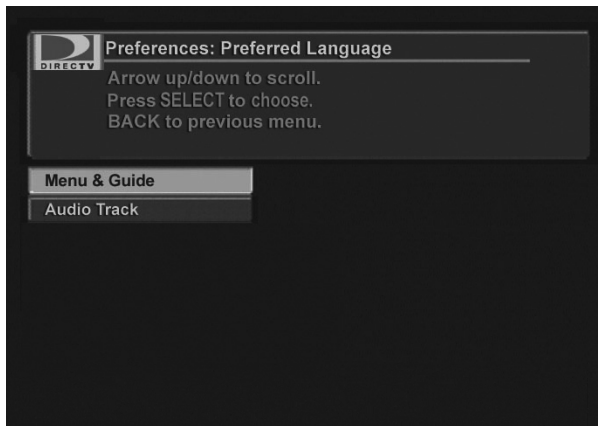 DIRECTV
Preferences: Preferred Language
Arrow up/down to scroll.
Press SELECT to choose.
BACK to previous menu.
Menu & Guide
Audio Track